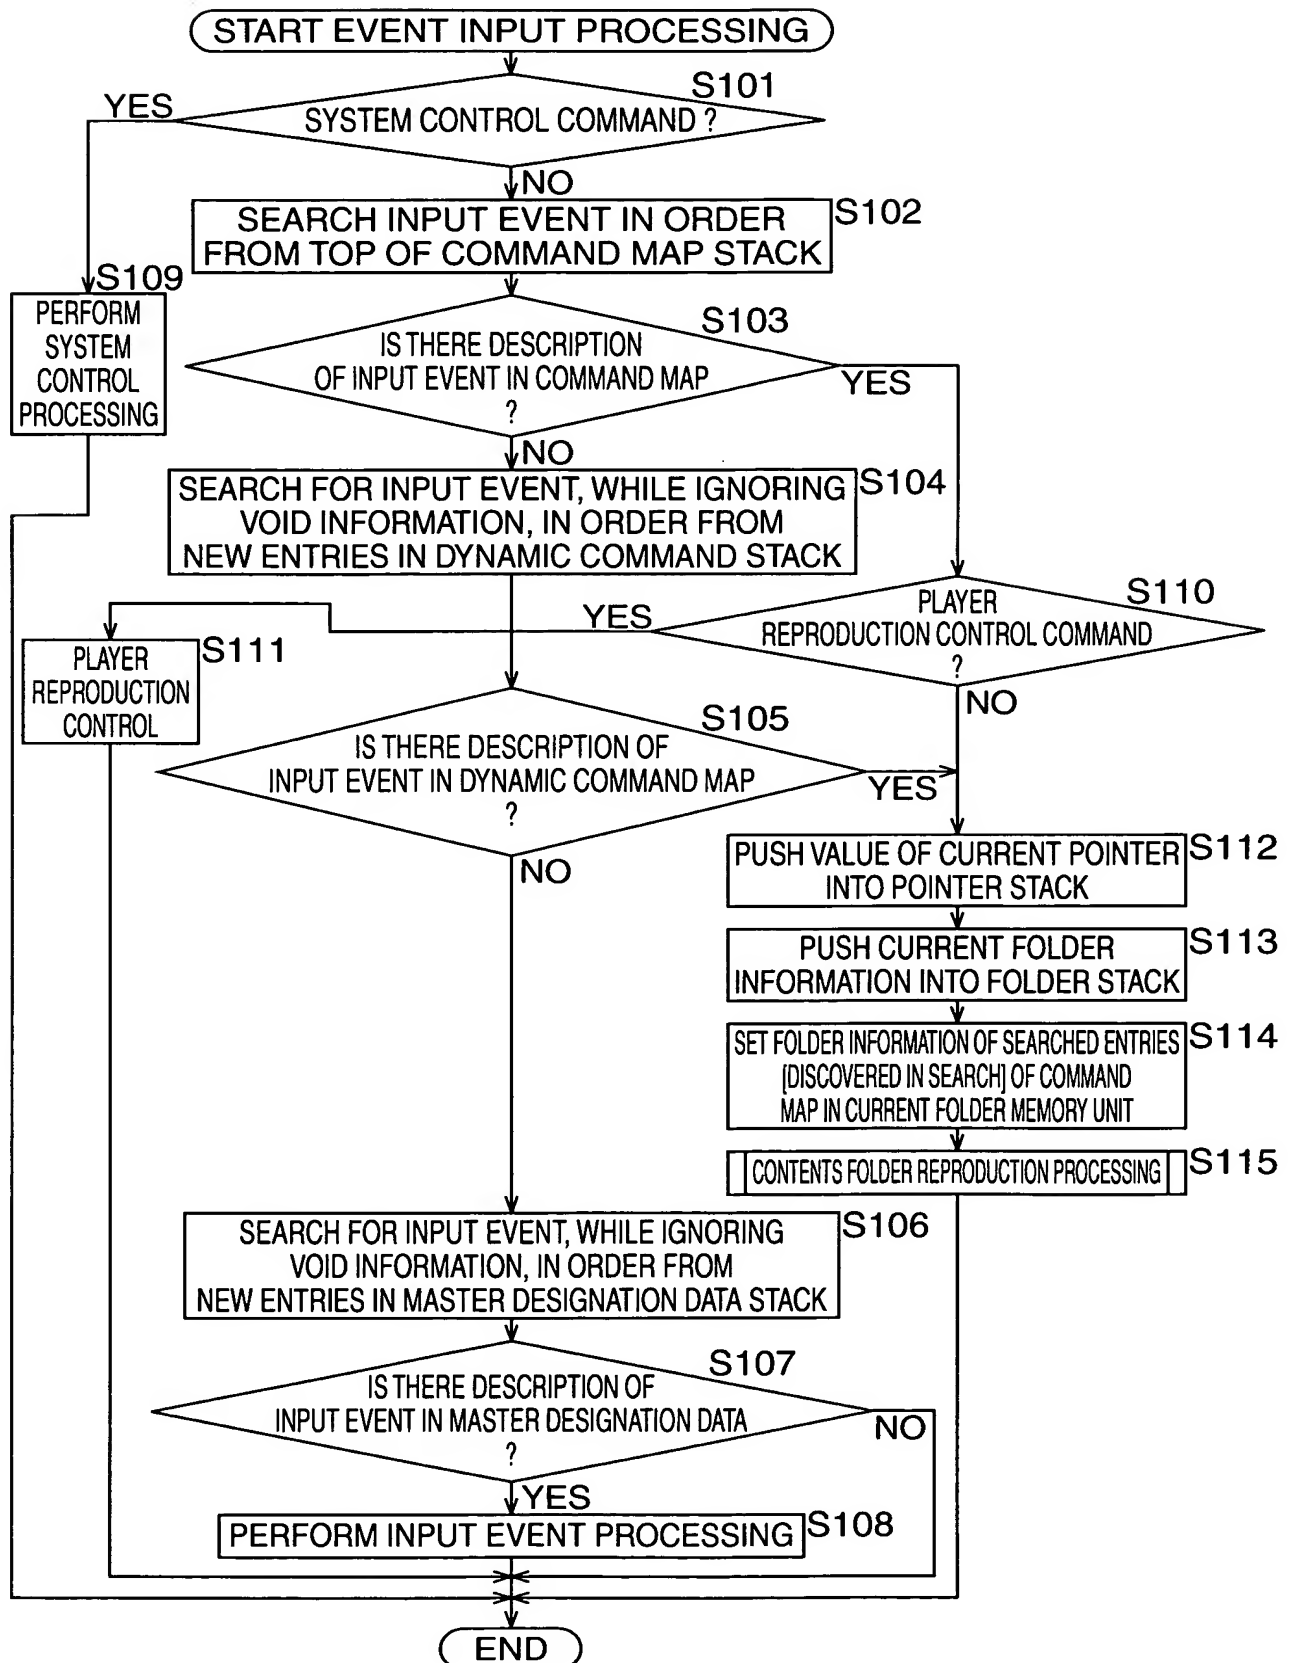 START EVENT INPUT PROCESSING
S101
YES
SYSTEM CONTROL COMMAND ?
NO
S102
SEARCH INPUT EVENT IN ORDER
FROM TOP OF COMMAND MAP STACK
S109
PERFORM
SYSTEM
CONTROL
PROCESSING
S103
IS THERE DESCRIPTION
OF INPUT EVENT IN COMMAND MAP
?
YES
NO
S104
SEARCH FOR INPUT EVENT, WHILE IGNORING
VOID INFORMATION, IN ORDER FROM
NEW ENTRIES IN DYNAMIC COMMAND STACK
S110
PLAYER
REPRODUCTION CONTROL COMMAND
?
YES
NO
S111
PLAYER
REPRODUCTION
CONTROL
S105
IS THERE DESCRIPTION OF
INPUT EVENT IN DYNAMIC COMMAND MAP
?
YES
NO
S112
PUSH VALUE OF CURRENT POINTER
INTO POINTER STACK
S113
PUSH CURRENT FOLDER
INFORMATION INTO FOLDER STACK
S114
SET FOLDER INFORMATION OF SEARCHED ENTRIES
[DISCOVERED IN SEARCH] OF COMMAND
MAP IN CURRENT FOLDER MEMORY UNIT
S115
CONTENTS FOLDER REPRODUCTION PROCESSING
S106
SEARCH FOR INPUT EVENT, WHILE IGNORING
VOID INFORMATION, IN ORDER FROM
NEW ENTRIES IN MASTER DESIGNATION DATA STACK
S107
IS THERE DESCRIPTION OF
INPUT EVENT IN MASTER DESIGNATION DATA
?
NO
YES
S108
PERFORM INPUT EVENT PROCESSING
END